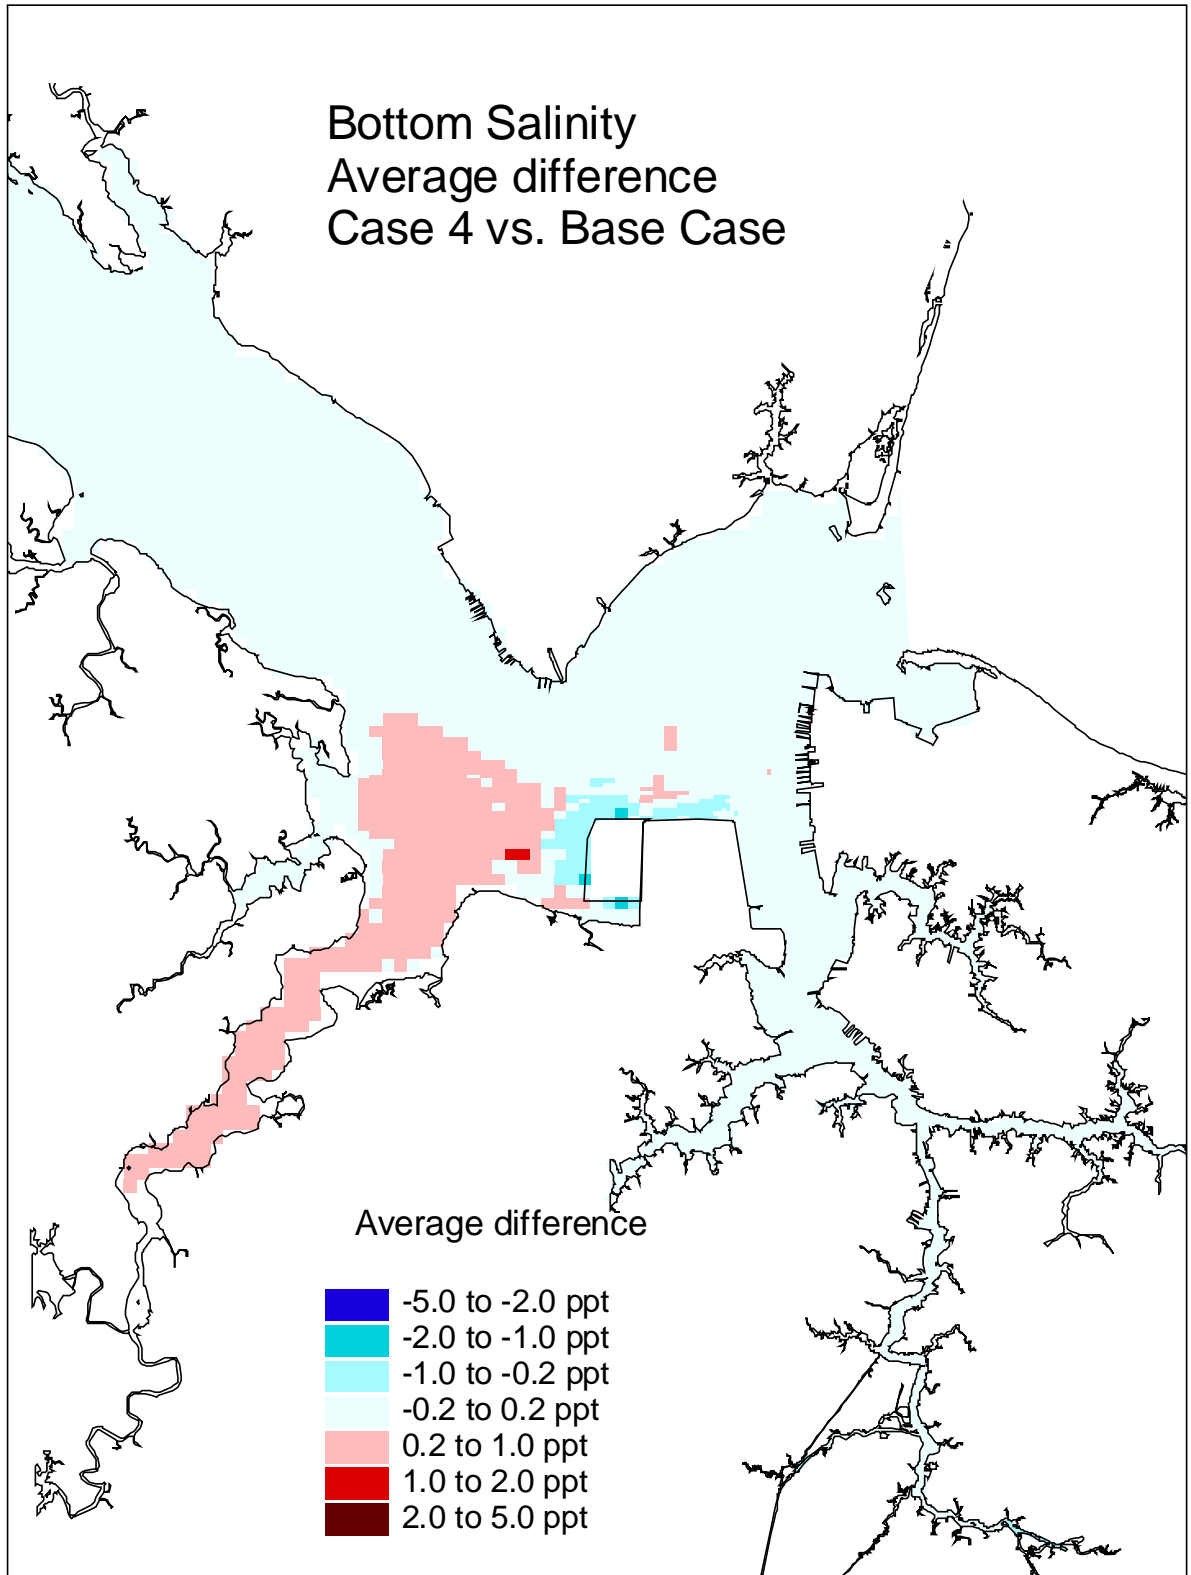 Bottom Salinity
Average difference
Case 4 vs. Base Case
Average difference
-5.0 to -2.0 ppt
-2.0 to -1.0 ppt
-1.0 to -0.2 ppt
-0.2 to 0.2 ppt
0.2 to 1.0 ppt
1.0 to 2.0 ppt
2.0 to 5.0 ppt